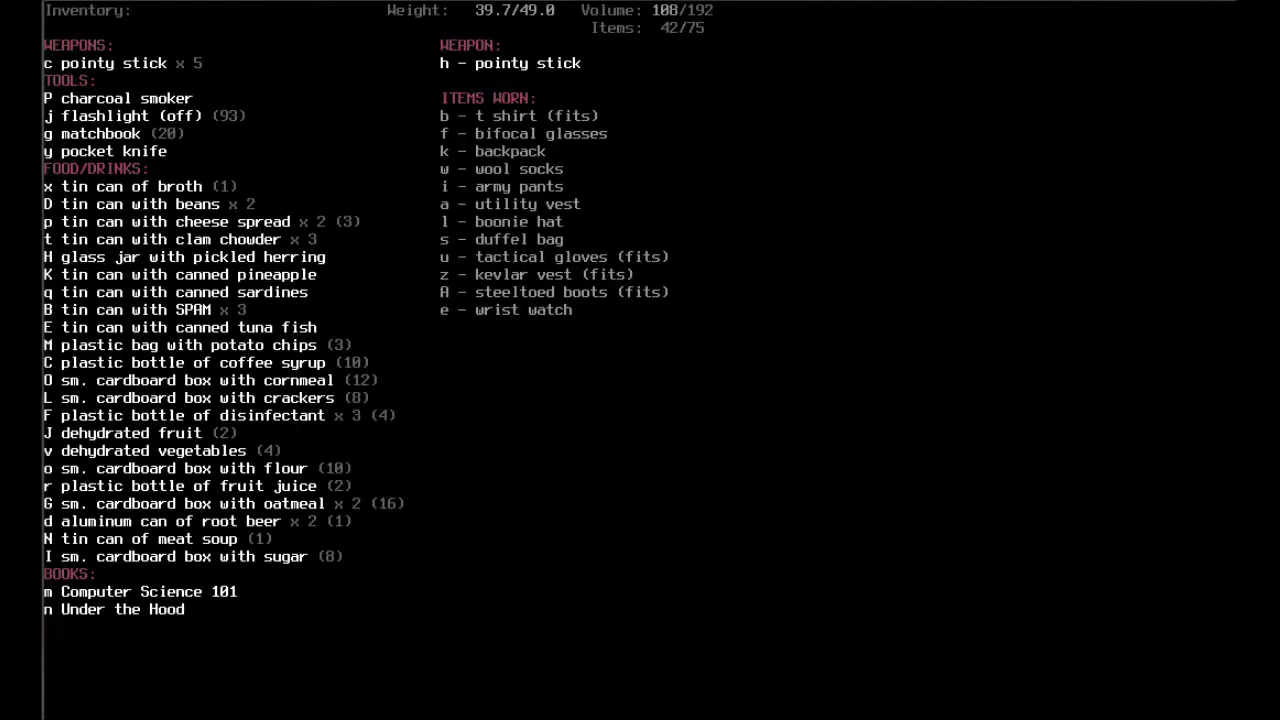 Inventory: Weight: 39.7/49.0 Volume: 108/192
Items: 42/75
WEAPONS: WEAPON:
c pointy stick x 5 h - pointy stick
TOOLS:
P charcoal smoker ITEMS WORN:
j flashlight (off) (93) b - t shirt (fits)
g matchbook (20) f - bifocal glasses
y pocket knife k - backpack
FOOD/DRINKS: w - wool socks
x tin can of broth (1) i - army pants
D tin can with beans x 2 a - utility vest
p tin can with cheese spread x 2 (3) l - boonie hat
t tin can with clam chowder x 3 s - duffel bag
H glass jar with pickled herring u - tactical gloves (fits)
K tin can with canned pineapple z - kevlar vest (fits)
q tin can with canned sardines A - steeltoed boots (fits)
B tin can with SPAM x 3 e - wrist watch
E tin can with canned tuna fish
M plastic bag with potato chips (3)
C plastic bottle of coffee syrup (10)
O sm. cardboard box with cornmeal (12)
L sm. cardboard box with crackers (8)
F plastic bottle of disinfectant x 3 (4)
J dehydrated fruit (2)
v dehydrated vegetables (4)
o sm. cardboard box with flour (10)
r plastic bottle of fruit juice (2)
G sm. cardboard box with oatmeal x 2 (16)
d aluminum can of root beer x 2 (1)
N tin can of meat soup (1)
I sm. cardboard box with sugar (8)
BOOKS:
m Computer Science 101
n Under the Hood